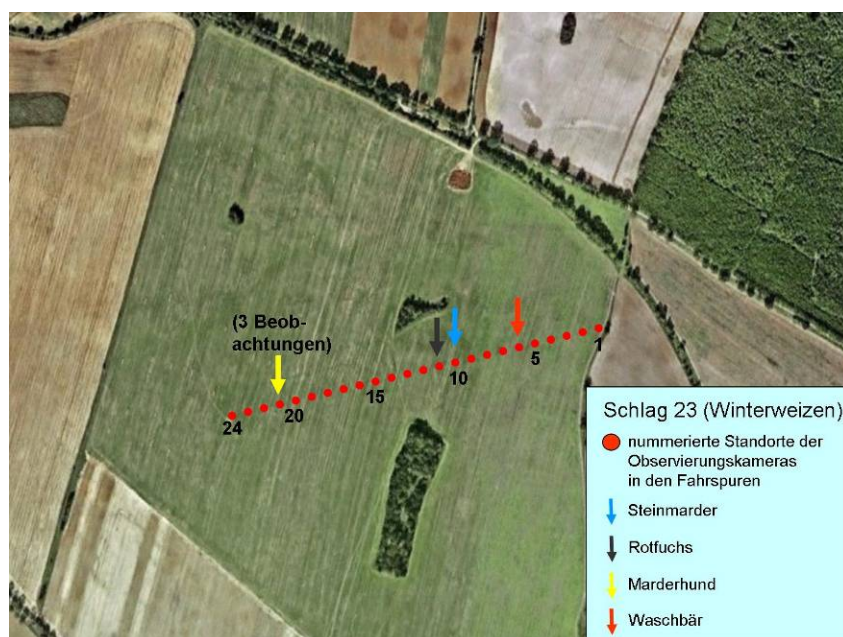 (3 Beob-
achtungen)
1
5
10
15
20
24
Schlag 23 (Winterweizen)
nummerierte Standorte der
Observierungskameras
in den Fahrspuren
Steinmarder
Rotfuchs
Marderhund
Waschbär